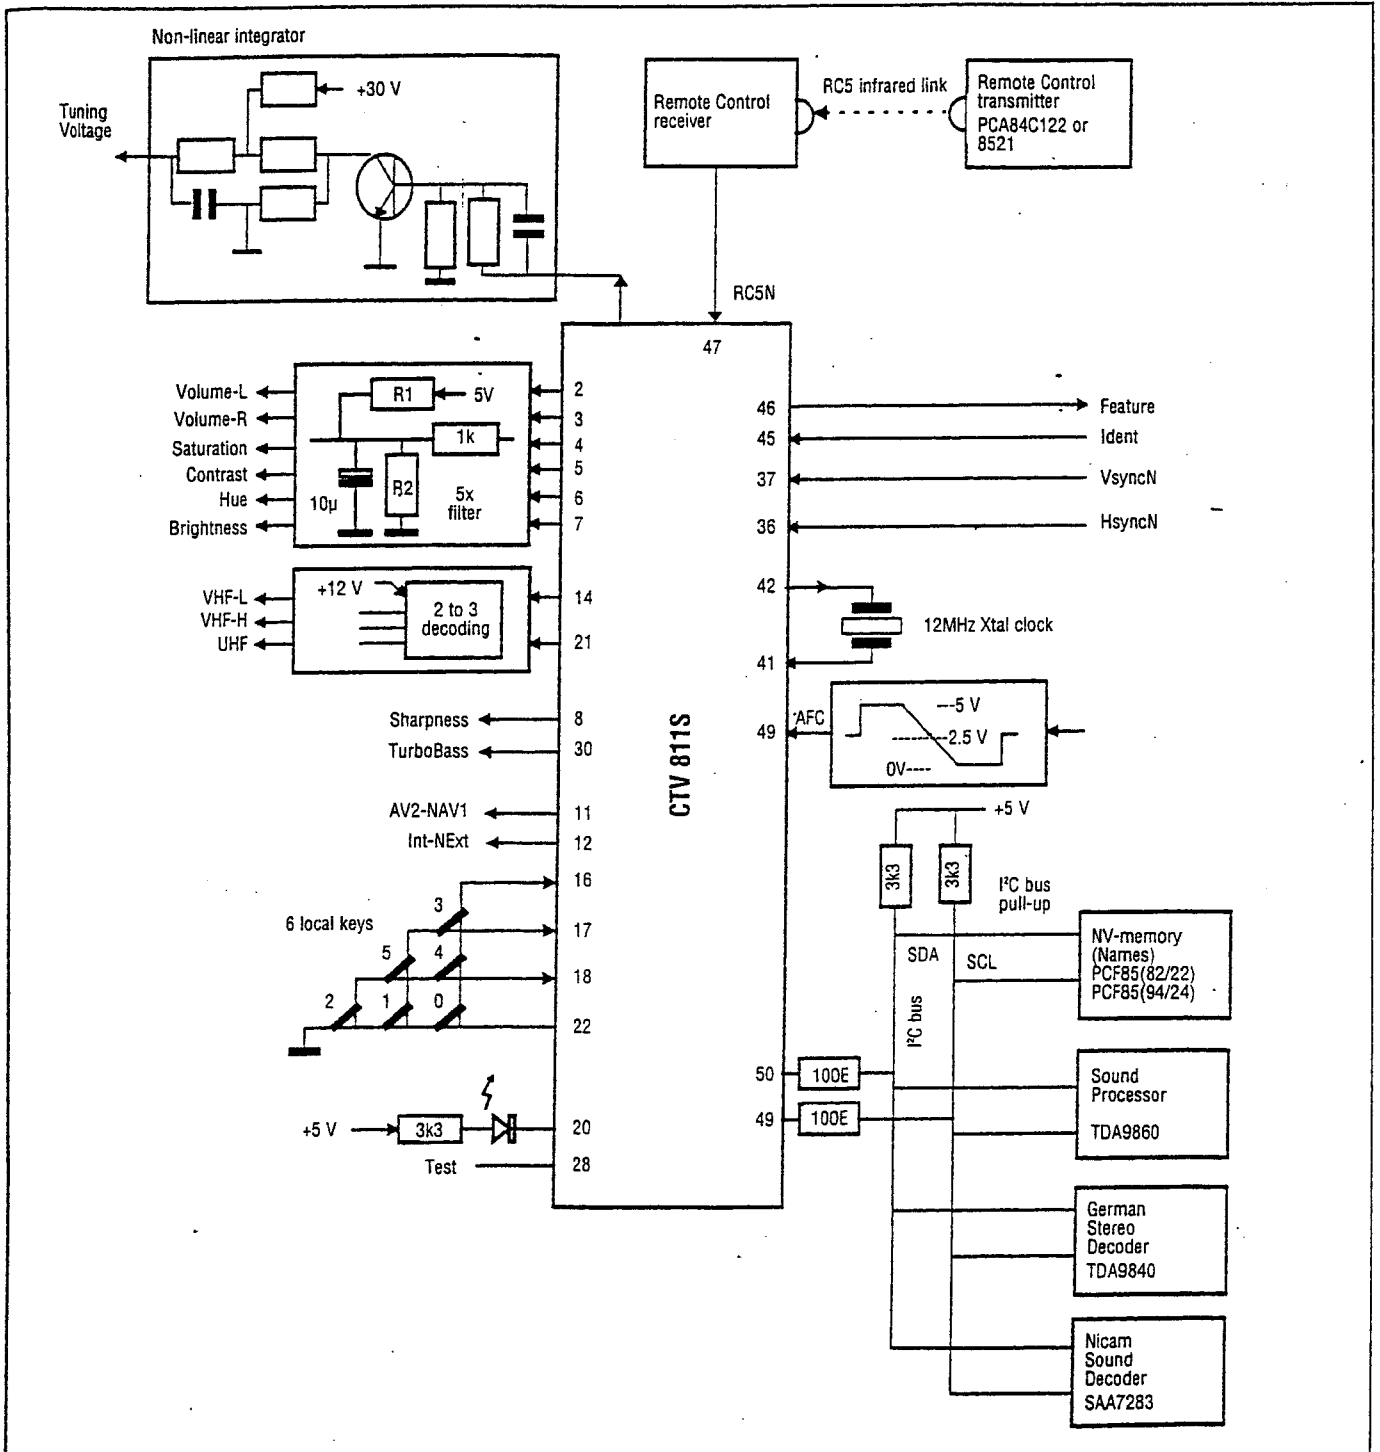 Non-linear integrator
+30 V
Tuning
Voltage
Remote Control
receiver
RC5 infrared link
Remote Control
transmitter
PCA84C122 or
8521
RC5N
47
Volume-L
Volume-R
Saturation
Contrast
Hue
Brightness
R1
5V
1k
10µ
R2
5x
filter
2
3
4
5
6
7
46
45
37
36
Feature
Ident
VsyncN
HsyncN
VHF-L
VHF-H
UHF
+12 V
2 to 3
decoding
14
21
42
41
12MHz Xtal clock
Sharpness
TurboBass
8
30
CTV 811S
49
AFC
---5 V
--------2.5 V
0V----
AV2-NAV1
Int-NExt
11
12
+5 V
3k3
3k3
I²C bus
pull-up
6 local keys
3
5
4
2
1
0
16
17
18
22
SDA
SCL
I²C bus
NV-memory
(Names)
PCF85(82/22)
PCF85(94/24)
50
100E
49
100E
Sound
Processor
TDA9860
+5 V
3k3
20
Test
28
German
Stereo
Decoder
TDA9840
Nicam
Sound
Decoder
SAA7283